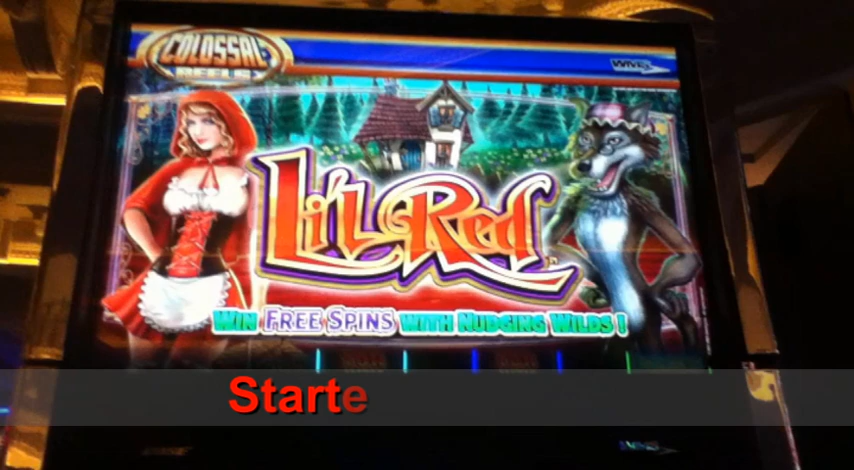 COLOSSAL
REELS
WMS
Li'l Red
WIN FREE SPINS WITH NUDGING WILDS !
Starte